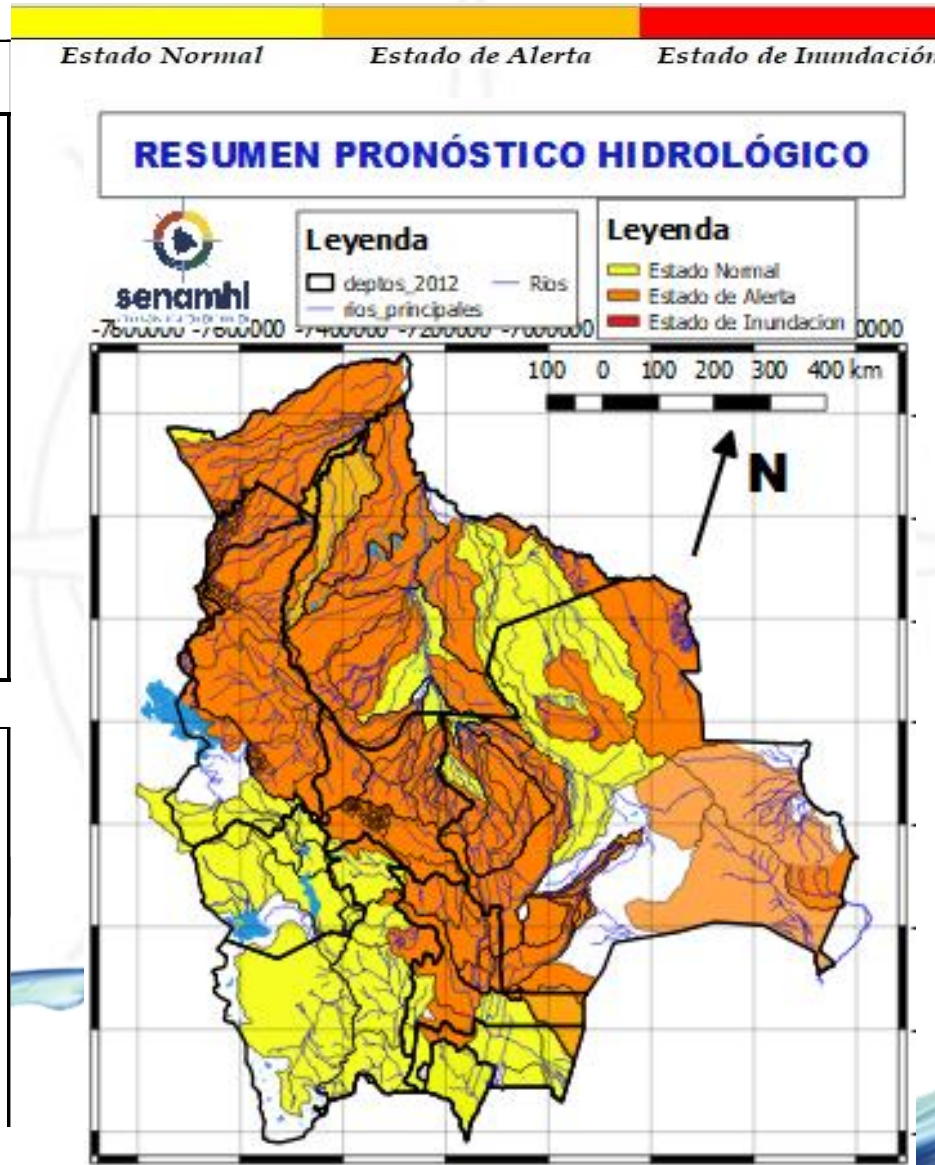 Estado Normal Estado de Alerta Estado de Inundación
RESUMEN PRONÓSTICO HIDROLÓGICO
senamhi
Leyenda
deptos_2012 Rios
rios_principales
Leyenda
Estado Normal
Estado de Alerta
Estado de Inundacion
-7800000 -7600000 -7400000 -7200000 -7000000 0000
100 0 100 200 300 400 km
N